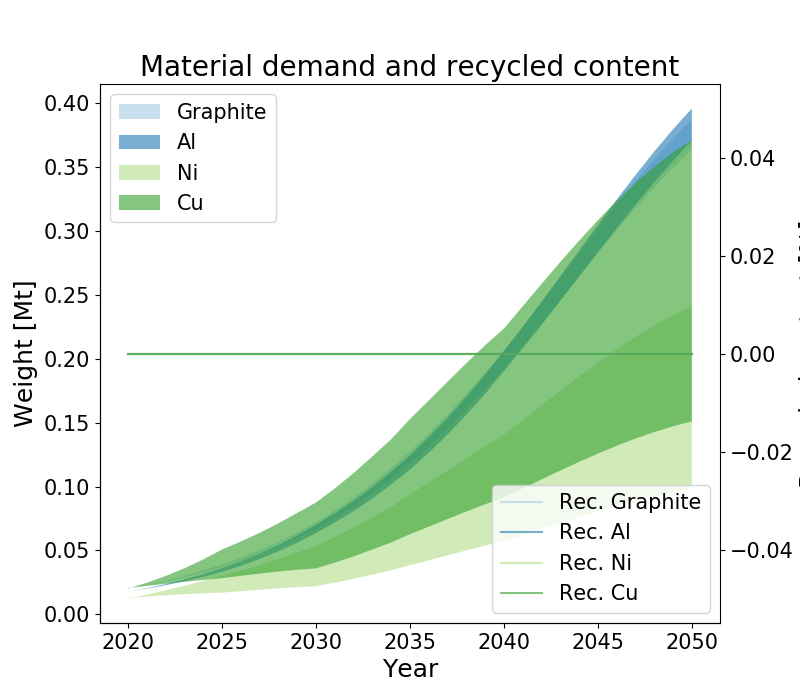 Material demand and recycled content
Graphite
Al
Ni
Cu
0.40
0.35
0.30
0.25
0.20
0.15
0.10
0.05
0.00
Weight [Mt]
0.04
0.02
0.00
−0.02
−0.04
Rec. Graphite
Rec. Al
Rec. Ni
Rec. Cu
2020 2025 2030 2035 2040 2045 2050
Year